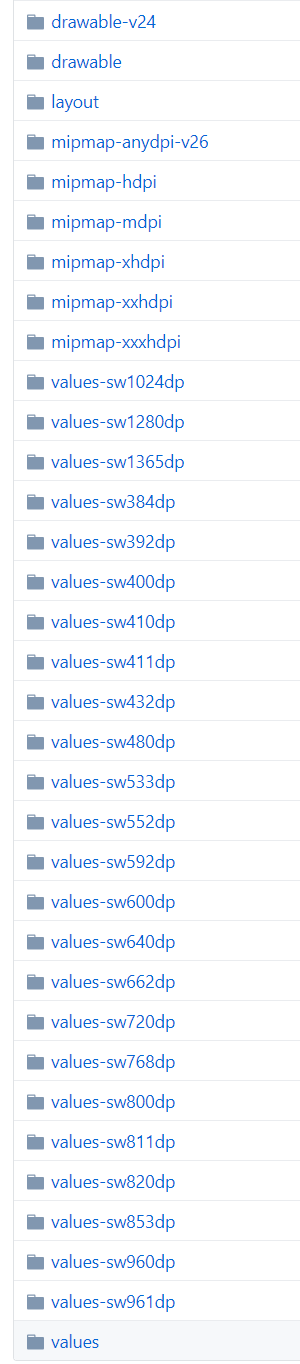 drawable-v24
drawable
layout
mipmap-anydpi-v26
mipmap-hdpi
mipmap-mdpi
mipmap-xhdpi
mipmap-xxhdpi
mipmap-xxxhdpi
values-sw1024dp
values-sw1280dp
values-sw1365dp
values-sw384dp
values-sw392dp
values-sw400dp
values-sw410dp
values-sw411dp
values-sw432dp
values-sw480dp
values-sw533dp
values-sw552dp
values-sw592dp
values-sw600dp
values-sw640dp
values-sw662dp
values-sw720dp
values-sw768dp
values-sw800dp
values-sw811dp
values-sw820dp
values-sw853dp
values-sw960dp
values-sw961dp
values